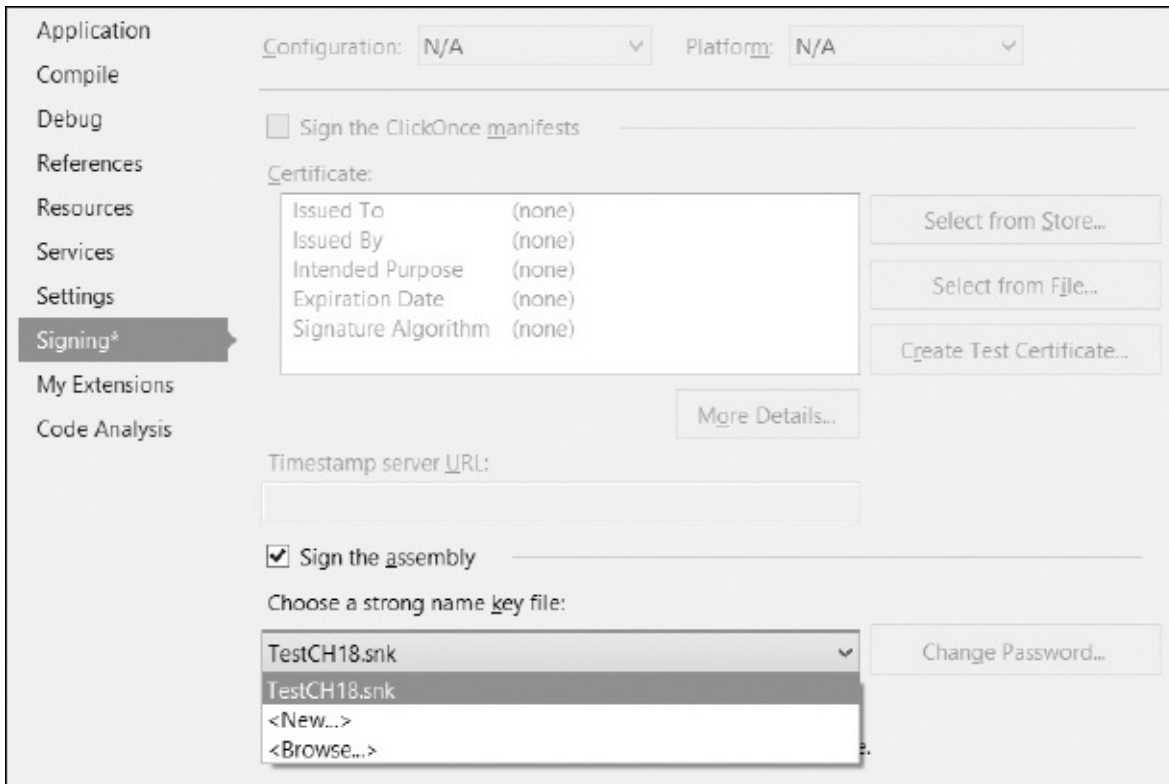 Application
Compile
Debug
References
Resources
Services
Settings
Signing*
My Extensions
Code Analysis
Configuration: N/A Platform: N/A
Sign the ClickOnce manifests
Certificate:
Issued To (none)
Issued By (none)
Intended Purpose (none)
Expiration Date (none)
Signature Algorithm (none)
Select from Store...
Select from File...
Create Test Certificate...
More Details...
Timestamp server URL:
Sign the assembly
Choose a strong name key file:
TestCH18.snk
Change Password...
TestCH18.snk
<New...>
<Browse...>